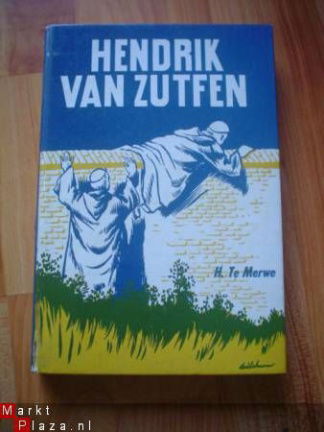 HENDRIK
VAN ZUTFEN
H. Te Merwe
Markt
Plaza.nl